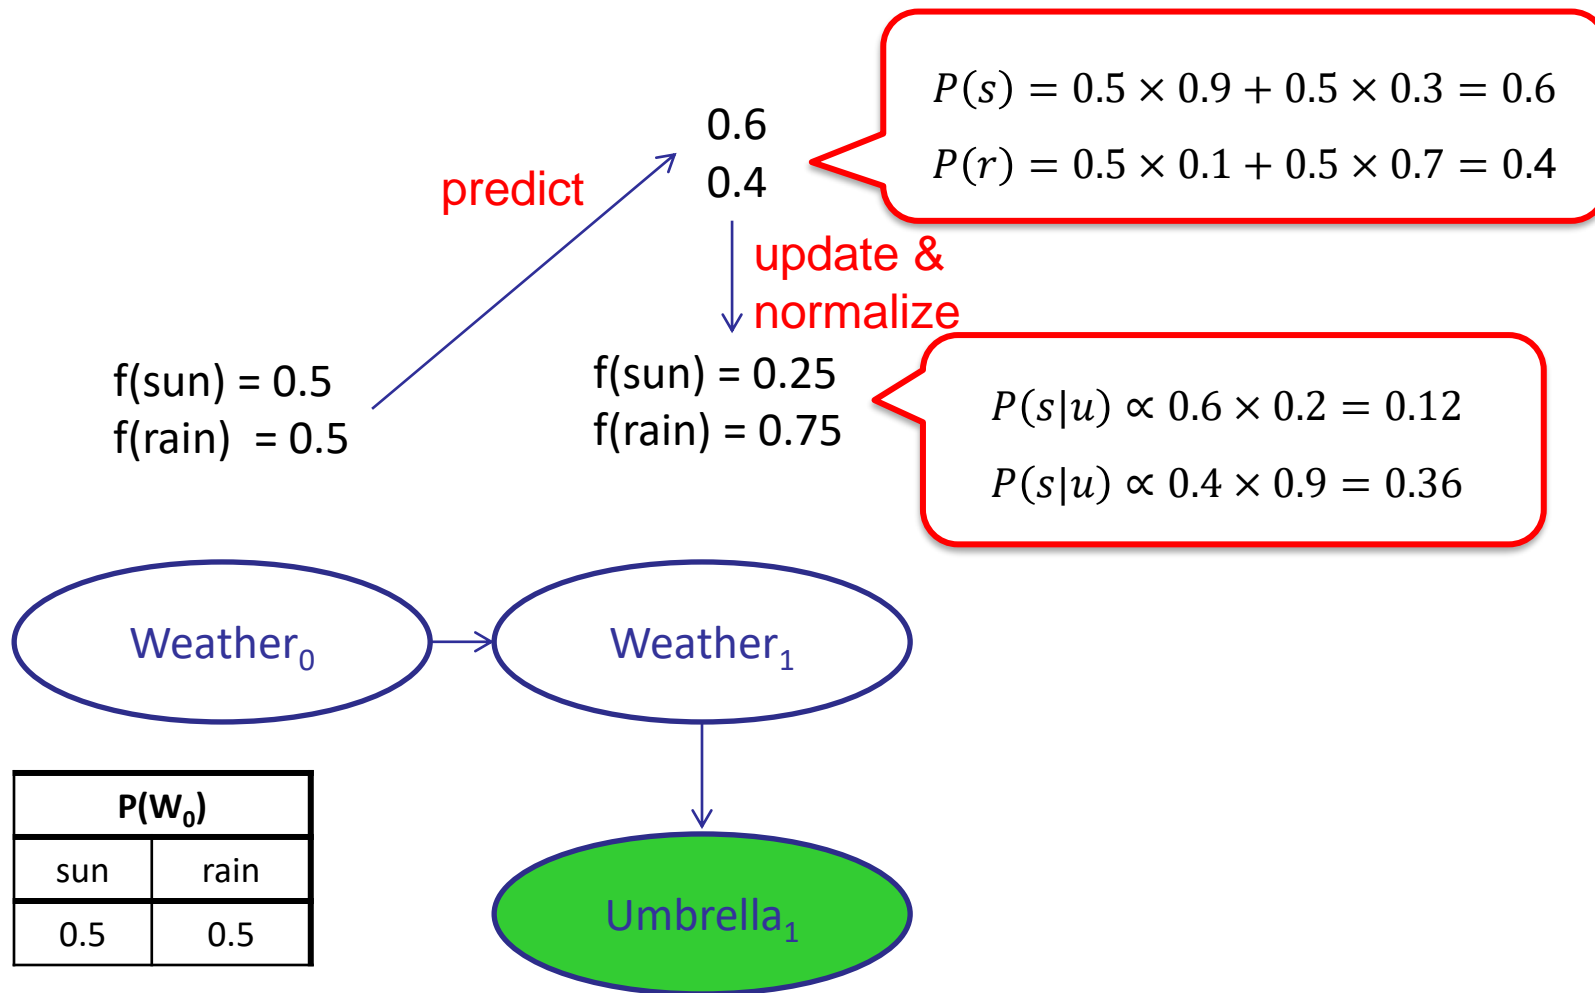 0.6
0.4
𝑃(𝑠) = 0.5 × 0.9 + 0.5 × 0.3 = 0.6
𝑃(𝑟) = 0.5 × 0.1 + 0.5 × 0.7 = 0.4
predict
update &
normalize
f(sun) = 0.5
f(rain) = 0.5
f(sun) = 0.25
f(rain) = 0.75
𝑃(𝑠|𝑢) ∝ 0.6 × 0.2 = 0.12
𝑃(𝑠|𝑢) ∝ 0.4 × 0.9 = 0.36
Weather₀
Weather₁
P(W₀)
sun rain
0.5 0.5
Umbrella₁